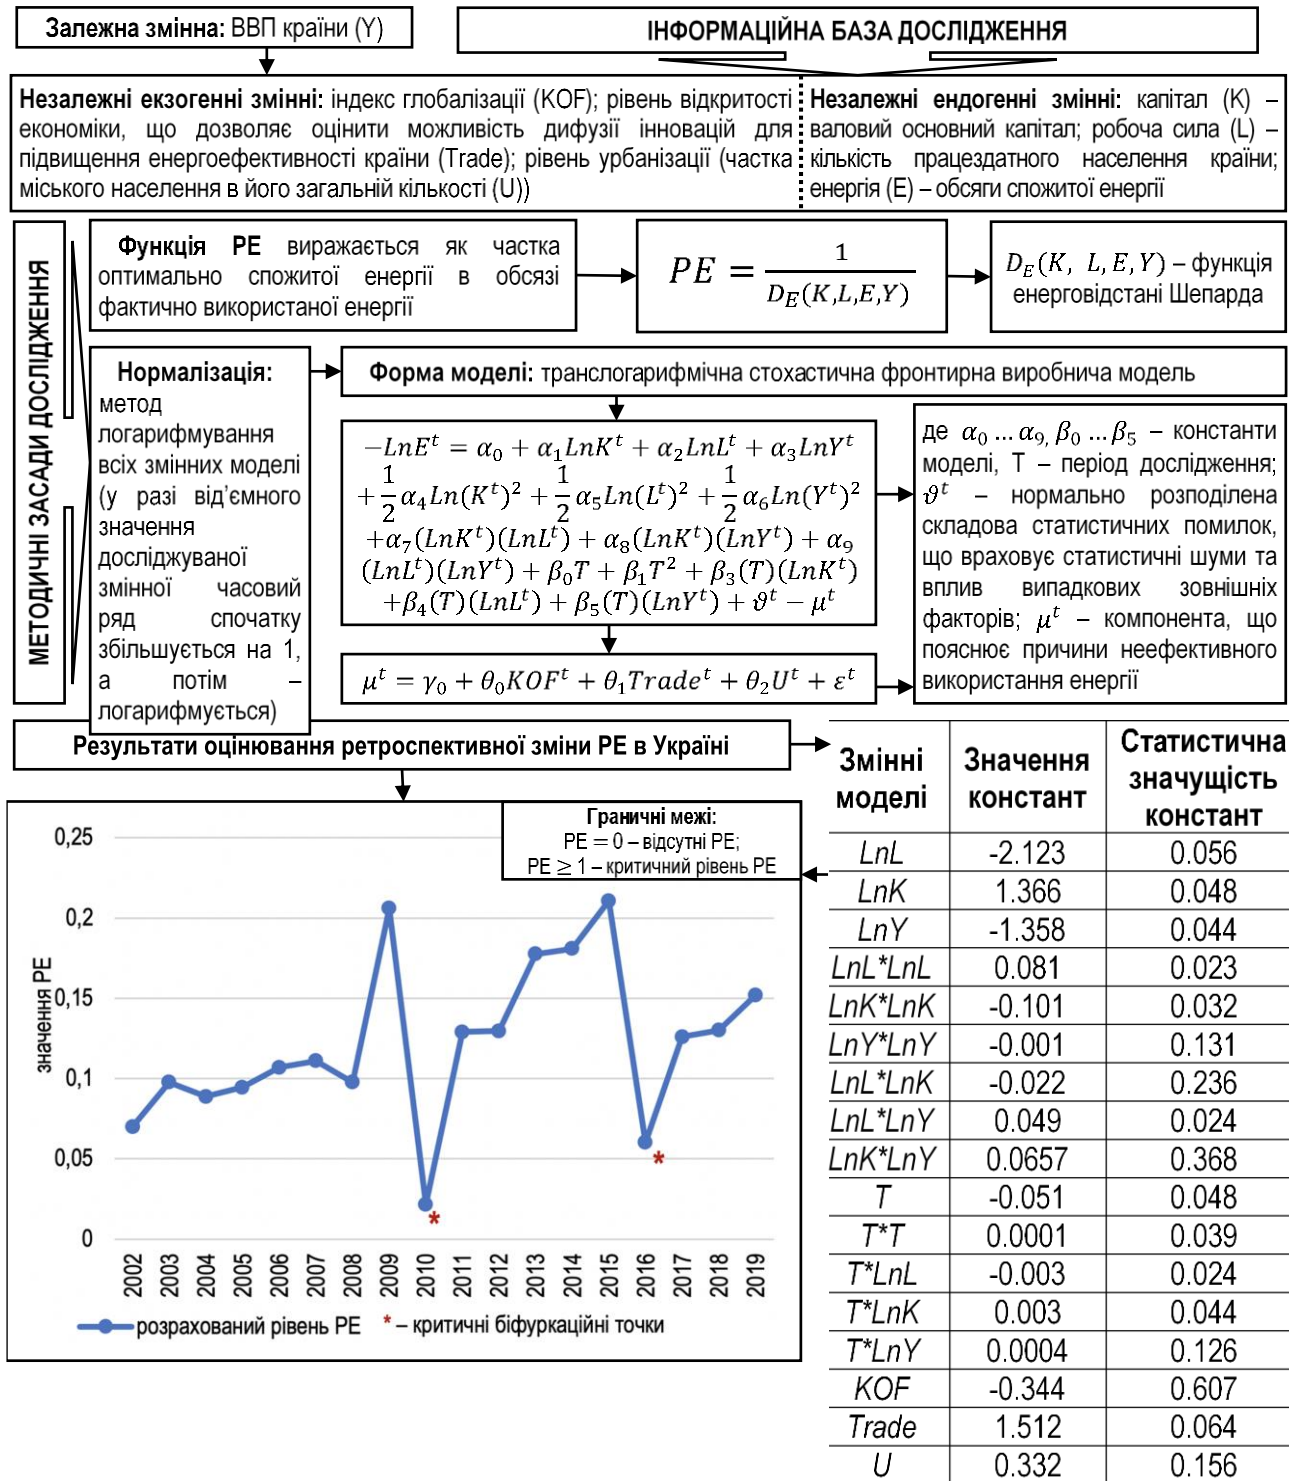 Залежна змінна: ВВП країни (Y)
ІНФОРМАЦІЙНА БАЗА ДОСЛІДЖЕННЯ
Незалежні екзогенні змінні: індекс глобалізації (KOF); рівень відкритості
економіки, що дозволяє оцінити можливість дифузії інновацій для
підвищення енергоефективності країни (Trade); рівень урбанізації (частка
міського населення в його загальній кількості (U))
Незалежні ендогенні змінні: капітал (K) –
валовий основний капітал; робоча сила (L) –
кількість працездатного населення країни;
енергія (E) – обсяги спожитої енергії
МЕТОДИЧНІ ЗАСАДИ ДОСЛІДЖЕННЯ
Функція PE виражається як частка
оптимально спожитої енергії в обсязі
фактично використаної енергії
PE = 1 / D_E(K,L,E,Y)
D_E(K, L, E, Y) – функція
енерговідстані Шепарда
Нормалізація:
метод
логарифмування
всіх змінних моделі
(у разі від’ємного
значення
досліджуваної
змінної часовий
ряд спочатку
збільшується на 1,
а потім –
логарифмується)
Форма моделі: транслогарифмічна стохастична фронтирна виробнича модель
−LnE^t = α_0 + α_1LnK^t + α_2LnL^t + α_3LnY^t
+ 1/2 α_4Ln(K^t)^2 + 1/2 α_5Ln(L^t)^2 + 1/2 α_6Ln(Y^t)^2
+α_7(LnK^t)(LnL^t) + α_8(LnK^t)(LnY^t) + α_9
(LnL^t)(LnY^t) + β_0T + β_1T^2 + β_3(T)(LnK^t)
+β_4(T)(LnL^t) + β_5(T)(LnY^t) + ϑ^t − μ^t
μ^t = γ_0 + θ_0KOF^t + θ_1Trade^t + θ_2U^t + ε^t
де α_0 … α_9, β_0 … β_5 – константи
моделі, T – період дослідження;
ϑ^t – нормально розподілена
складова статистичних помилок,
що враховує статистичні шуми та
вплив випадкових зовнішніх
факторів; μ^t – компонента, що
пояснює причини неефективного
використання енергії
Результати оцінювання ретроспективної зміни PE в Україні
Граничні межі:
PE = 0 – відсутні PE;
PE ≥ 1 – критичний рівень PE
значення PE
0,25
0,2
0,15
0,1
0,05
0
*
*
2002 2003 2004 2005 2006 2007 2008 2009 2010 2011 2012 2013 2014 2015 2016 2017 2018 2019
розрахований рівень PE * – критичні біфуркаційні точки
Змінні моделі | Значення констант | Статистична значущість констант
LnL -2.123 0.056
LnK 1.366 0.048
LnY -1.358 0.044
LnL*LnL 0.081 0.023
LnK*LnK -0.101 0.032
LnY*LnY -0.001 0.131
LnL*LnK -0.022 0.236
LnL*LnY 0.049 0.024
LnK*LnY 0.0657 0.368
T -0.051 0.048
T*T 0.0001 0.039
T*LnL -0.003 0.024
T*LnK 0.003 0.044
T*LnY 0.0004 0.126
KOF -0.344 0.607
Trade 1.512 0.064
U 0.332 0.156